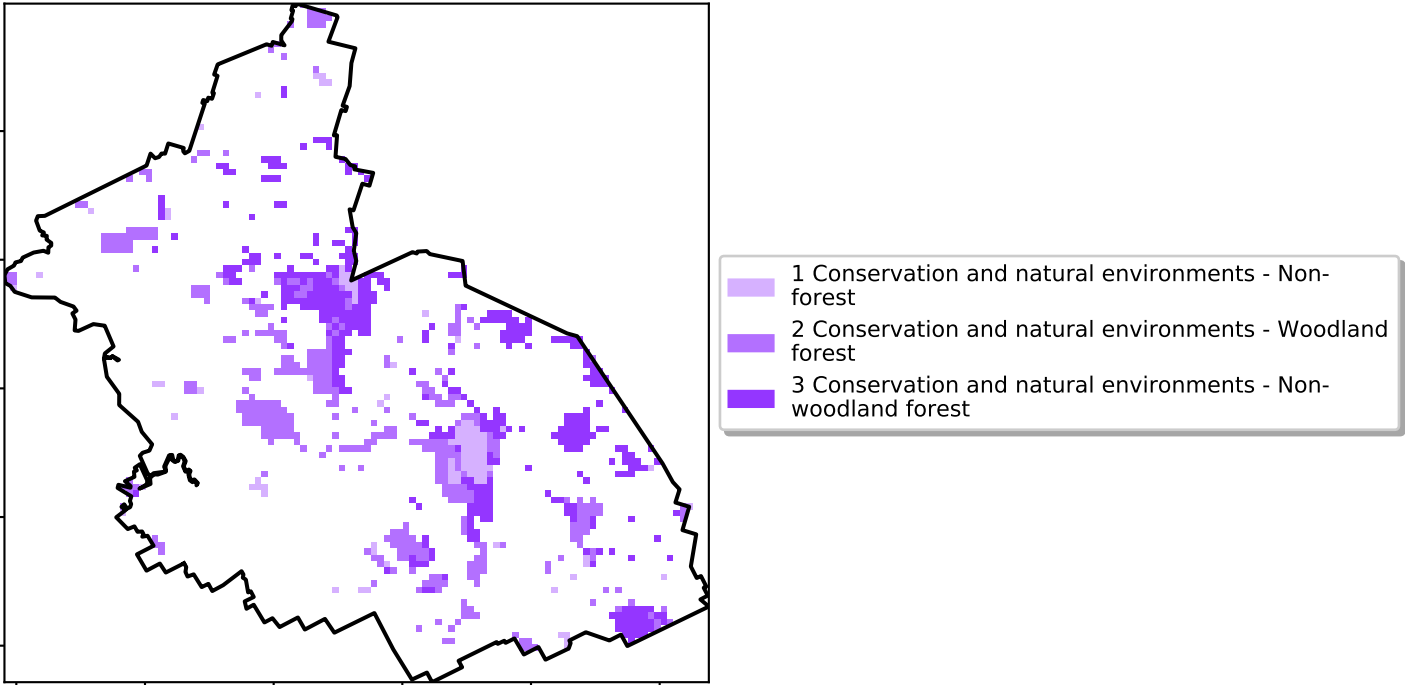 1 Conservation and natural environments - Non-
forest
2 Conservation and natural environments - Woodland
forest
3 Conservation and natural environments - Non-
woodland forest